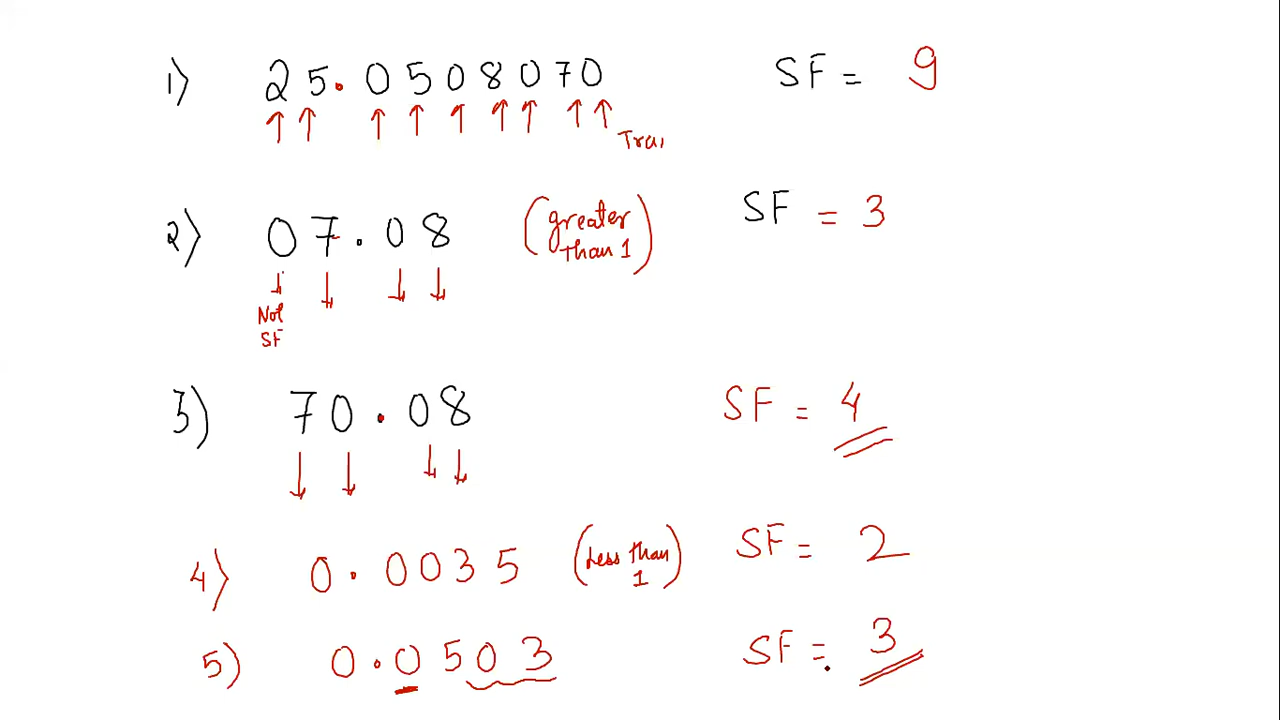 1) 25.0508070 SF = 9
Trai
2) 07.08 (greater than 1) SF = 3
Not
SF
3) 70.08 SF = 4
4) 0.0035 (Less than 1) SF = 2
5) 0.0503 SF = 3